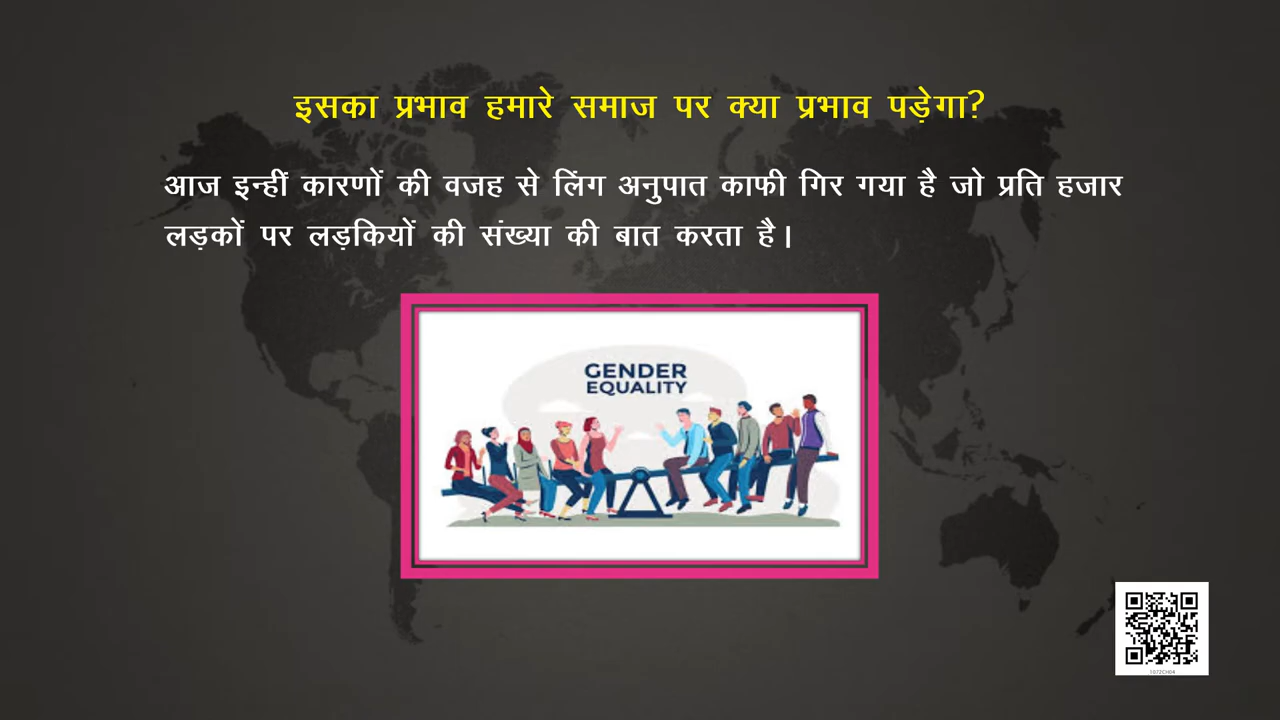 इसका प्रभाव हमारे समाज पर क्या प्रभाव पड़ेगा?
आज इन्हीं कारणों की वजह से लिंग अनुपात काफी गिर गया है जो प्रति हजार
लड़कों पर लड़कियों की संख्या की बात करता है।
GENDER
EQUALITY
1072CH04